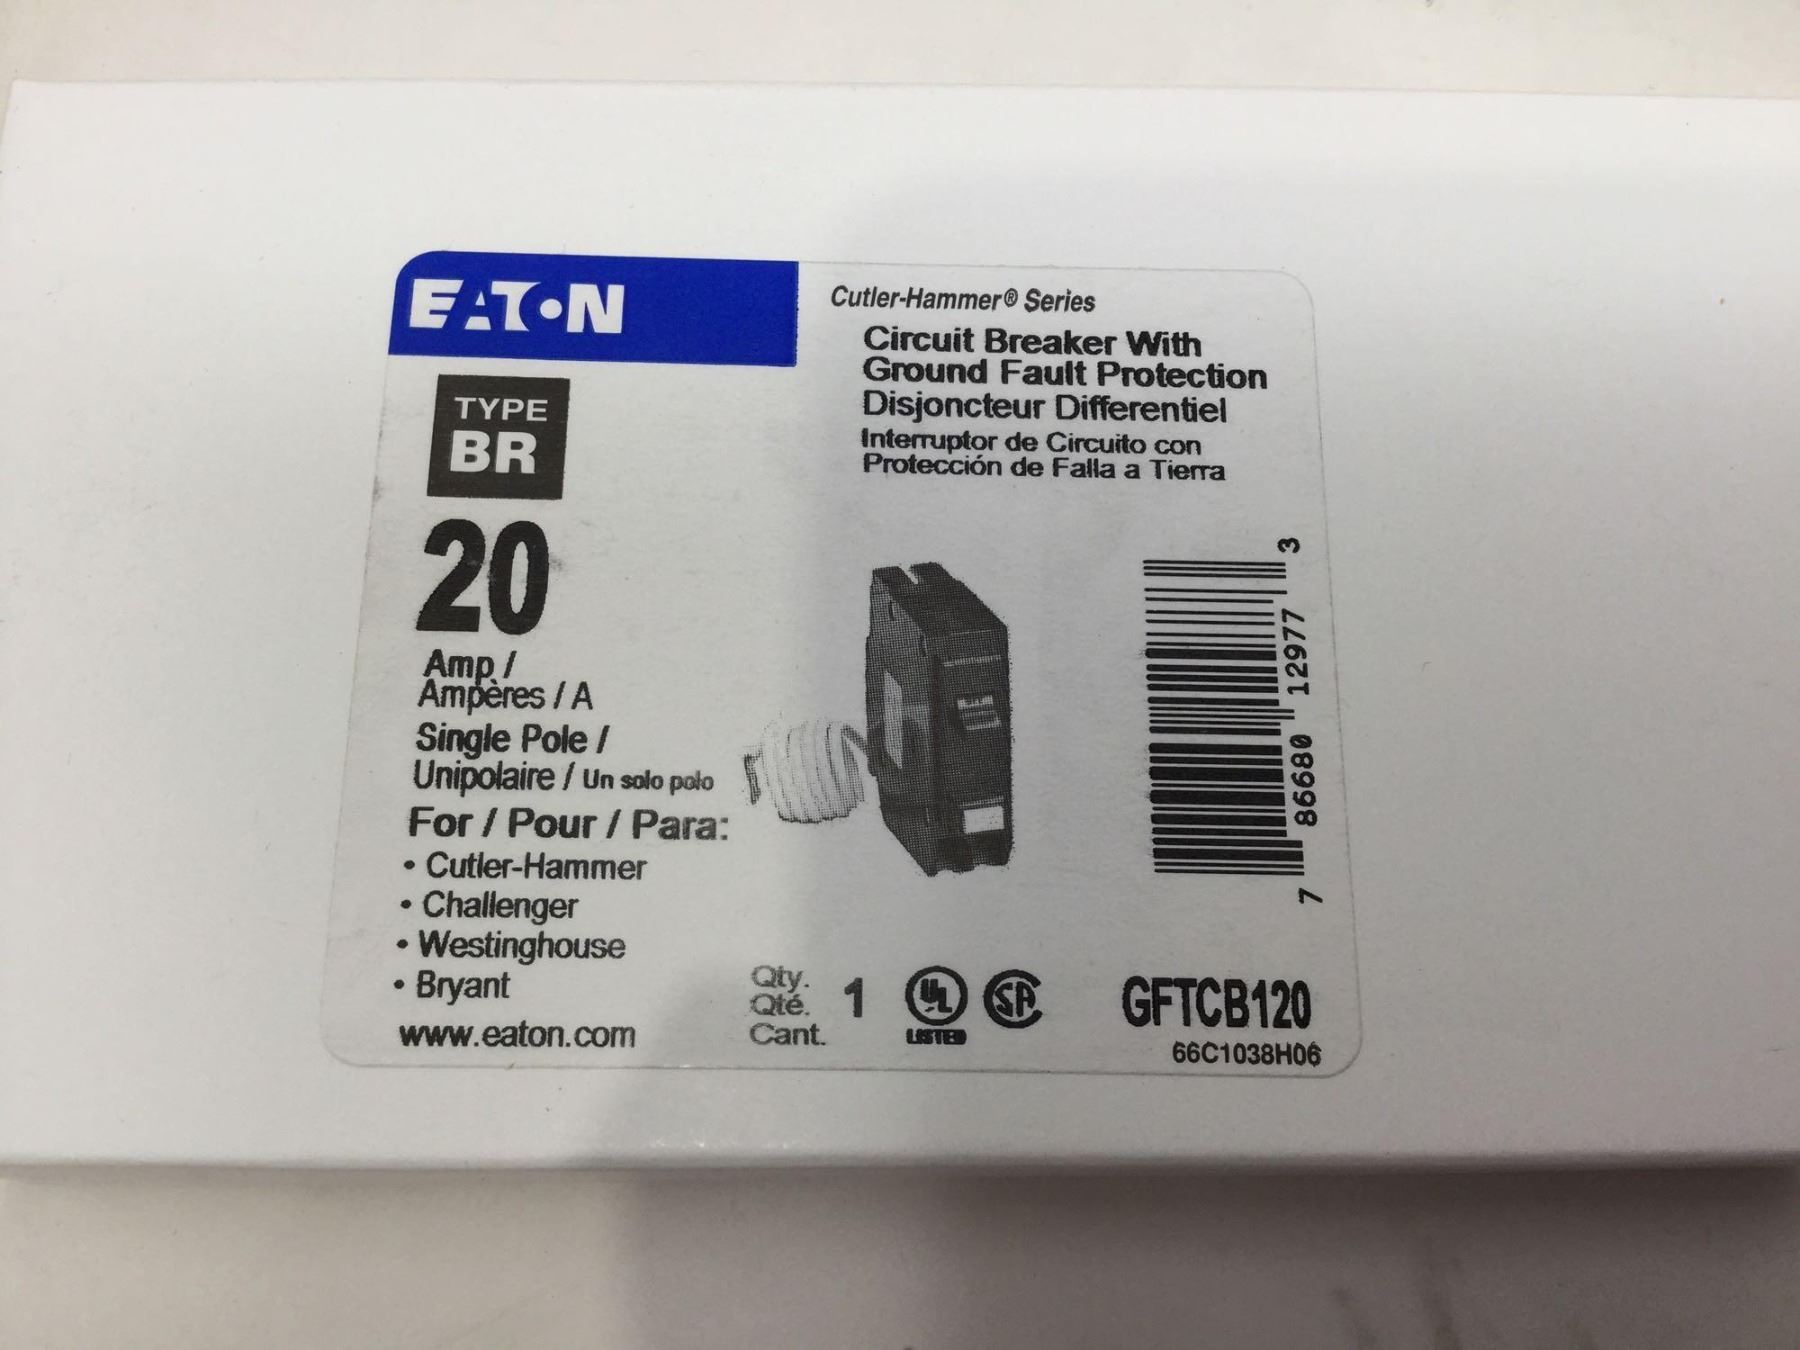 EATON
Cutler-Hammer® Series
Circuit Breaker With
Ground Fault Protection
Disjoncteur Differentiel
Interruptor de Circuito con
Protección de Falla a Tierra
TYPE
BR
20
Amp /
Ampères / A
Single Pole /
Unipolaire / Un solo polo
For / Pour / Para:
• Cutler-Hammer
• Challenger
• Westinghouse
• Bryant
www.eaton.com
Qty.
Qté.
Cant.
1
UL
LISTED
SA
7 86680 12977 3
GFTCB120
66C1038H06